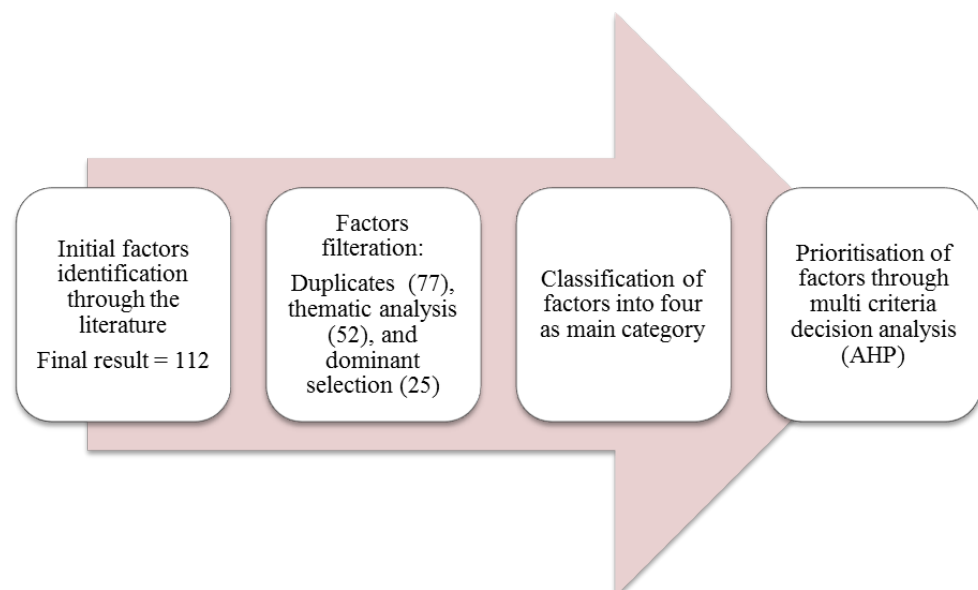 Initial factors
identification
through the
literature
Final result = 112
Factors
filteration:
Duplicates (77),
thematic analysis
(52), and
dominant
selection (25)
Classification of
factors into four
as main category
Prioritisation of
factors through
multi criteria
decision analysis
(AHP)